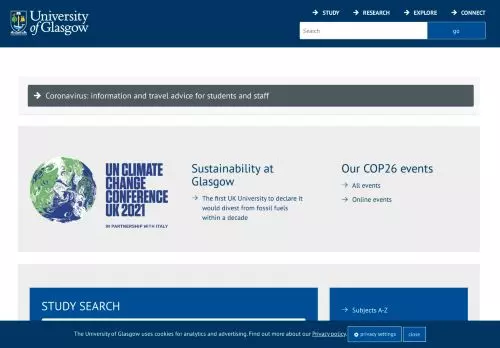 University
of Glasgow
STUDY
RESEARCH
EXPLORE
CONNECT
Search
go
Coronavirus: information and travel advice for students and staff
UN CLIMATE
CHANGE
CONFERENCE
UK 2021
IN PARTNERSHIP WITH ITALY
Sustainability at
Glasgow
The first UK University to declare it
would divest from fossil fuels
within a decade
Our COP26 events
All events
Online events
STUDY SEARCH
Subjects A-Z
The University of Glasgow uses cookies for analytics and advertising. Find out more about our Privacy policy.
privacy settings
close